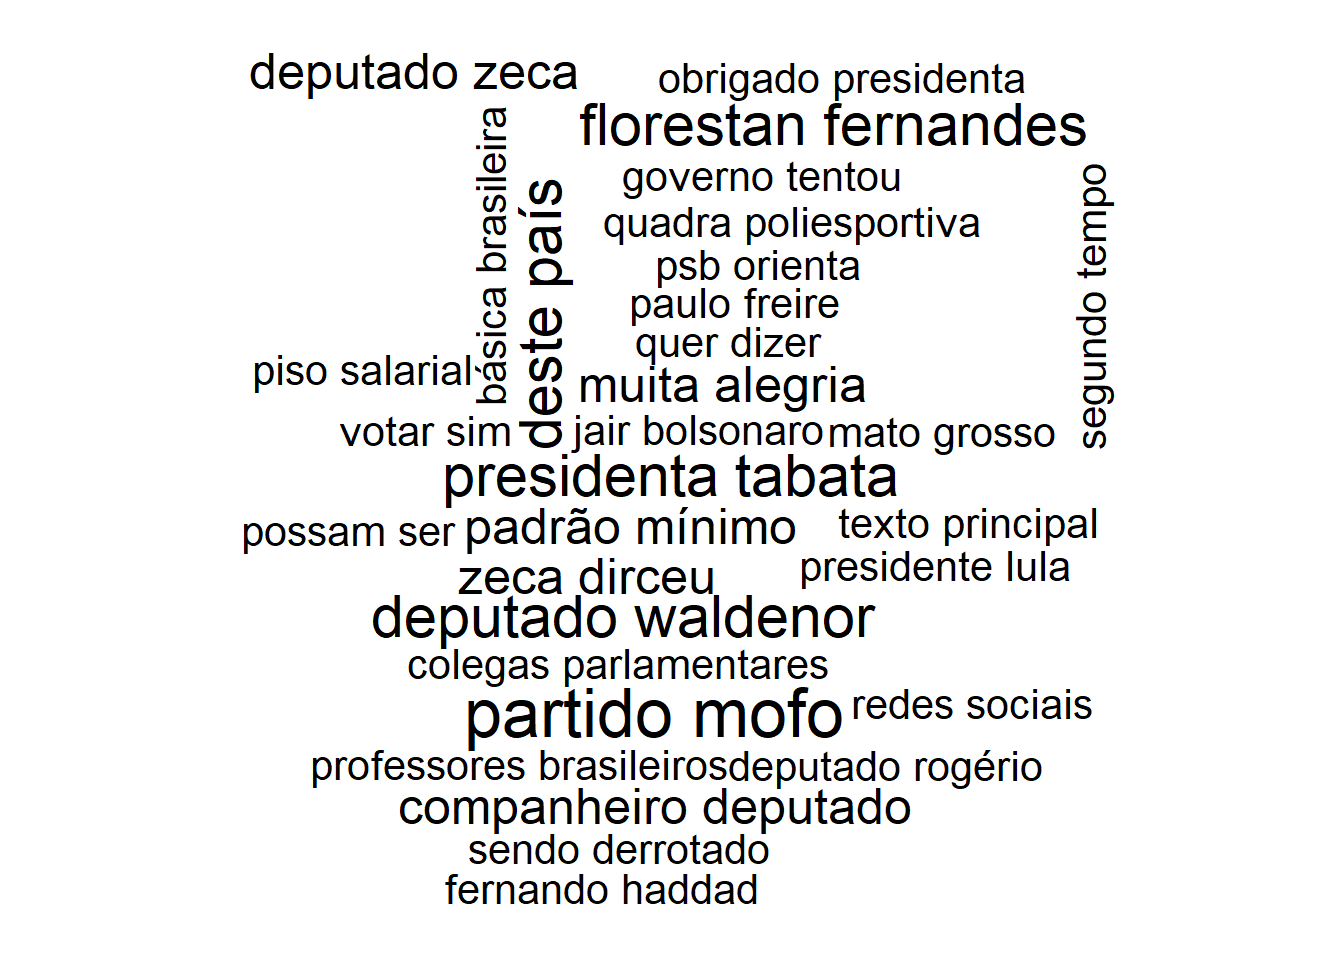 deputado zeca
obrigado presidenta
florestan fernandes
básica brasileira
deste país
governo tentou
segundo tempo
quadra poliesportiva
psb orienta
paulo freire
quer dizer
piso salarial
muita alegria
votar sim
jair bolsonaro
mato grosso
presidenta tabata
possam ser
padrão mínimo
texto principal
zeca dirceu
presidente lula
deputado waldenor
colegas parlamentares
partido mofo
redes sociais
professores brasileiros
deputado rogério
companheiro deputado
sendo derrotado
fernando haddad